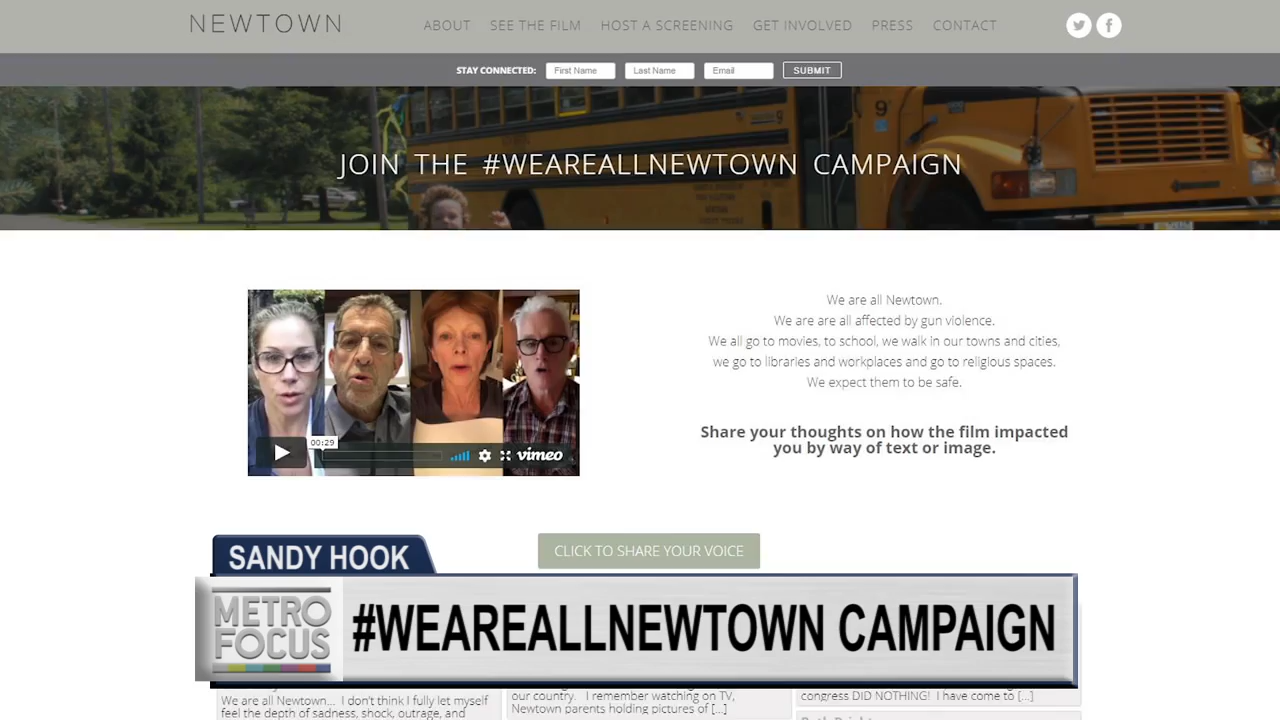 NEWTOWN
ABOUT SEE THE FILM HOST A SCREENING GET INVOLVED PRESS CONTACT
STAY CONNECTED: First Name Last Name Email SUBMIT
9
JOIN THE #WEAREALLNEWTOWN CAMPAIGN
We are all Newtown.
We are are all affected by gun violence.
We all go to movies, to school, we walk in our towns and cities,
we go to libraries and workplaces and go to religious spaces.
We expect them to be safe.
00:29
vimeo
Share your thoughts on how the film impacted
you by way of text or image.
CLICK TO SHARE YOUR VOICE
SANDY HOOK
METRO
FOCUS
#WEAREALLNEWTOWN CAMPAIGN
We are all Newtown... I don't think I fully let myself
feel the depth of sadness, shock, outrage, and
our country. I remember watching on TV,
Newtown parents holding pictures of [...]
congress DID NOTHING! I have come to [...]